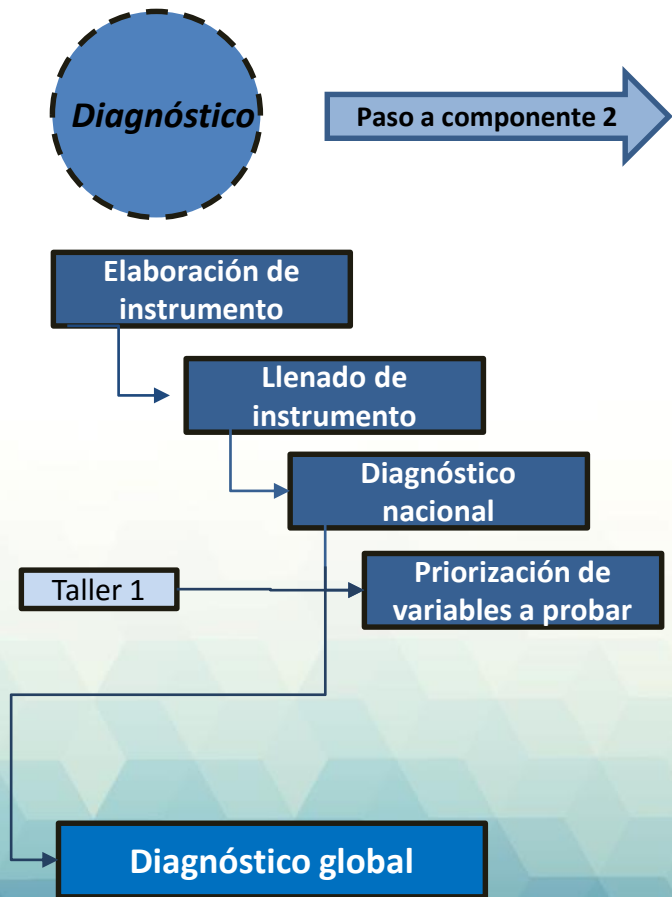 Diagnóstico
Paso a componente 2
Elaboración de
instrumento
Llenado de
instrumento
Diagnóstico
nacional
Taller 1
Priorización de
variables a probar
Diagnóstico global